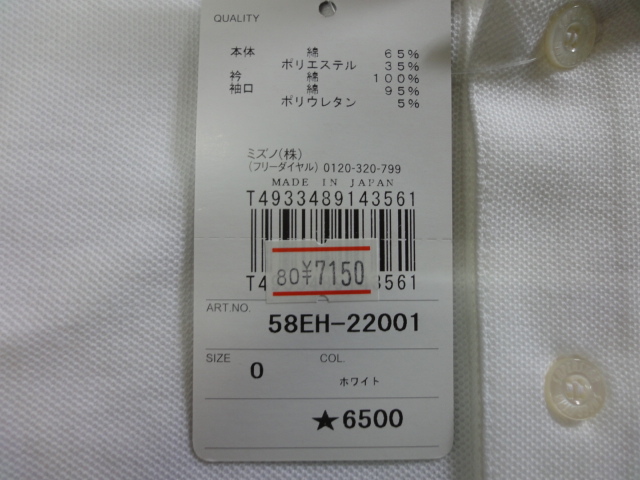 QUALITY
本体 綿 65%
ポリエステル 35%
衿 綿 100%
袖口 綿 95%
ポリウレタン 5%
ミズノ(株)
(フリーダイヤル) 0120-320-799
MADE IN JAPAN
T4933489143561
80¥7150
T4 3561
ART.NO. 58EH-22001
SIZE 0 COL. ホワイト
★6500